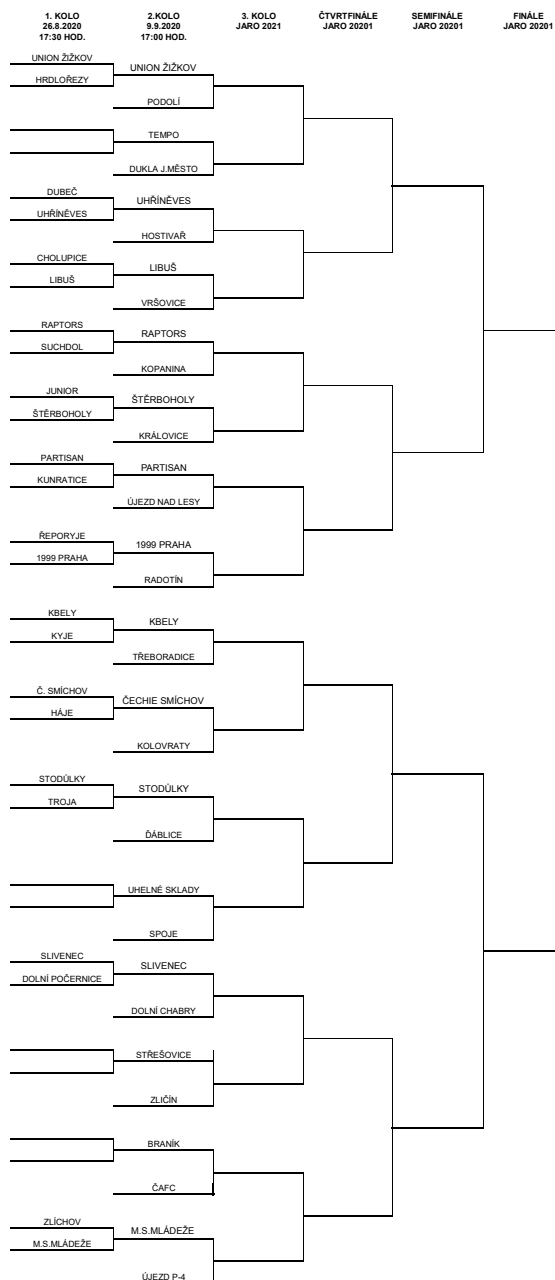 1. KOLO
26.8.2020
17:30 HOD.
2.KOLO
9.9.2020
17:00 HOD.
3. KOLO
JARO 2021
ČTVRTFINÁLE
JARO 20201
SEMIFINÁLE
JARO 20201
FINÁLE
JARO 20201
UNION ŽIŽKOV
HRDLOŘEZY
UNION ŽIŽKOV
PODOLÍ
TEMPO
DUKLA J.MĚSTO
DUBEČ
UHŘÍNĚVES
UHŘÍNĚVES
HOSTIVAŘ
CHOLUPICE
LIBUŠ
LIBUŠ
VRŠOVICE
RAPTORS
SUCHDOL
RAPTORS
KOPANINA
JUNIOR
ŠTĚRBOHOLY
ŠTĚRBOHOLY
KRÁLOVICE
PARTISAN
KUNRATICE
PARTISAN
ÚJEZD NAD LESY
ŘEPORYJE
1999 PRAHA
1999 PRAHA
RADOTÍN
KBELY
KYJE
KBELY
TŘEBORADICE
Č. SMÍCHOV
HÁJE
ČECHIE SMÍCHOV
KOLOVRATY
STODŮLKY
TROJA
STODŮLKY
ĎÁBLICE
UHELNÉ SKLADY
SPOJE
SLIVENEC
DOLNÍ POČERNICE
SLIVENEC
DOLNÍ CHABRY
STŘEŠOVICE
ZLIČÍN
BRANÍK
ČAFC
ZLÍCHOV
M.S.MLÁDEŽE
M.S.MLÁDEŽE
ÚJEZD P-4